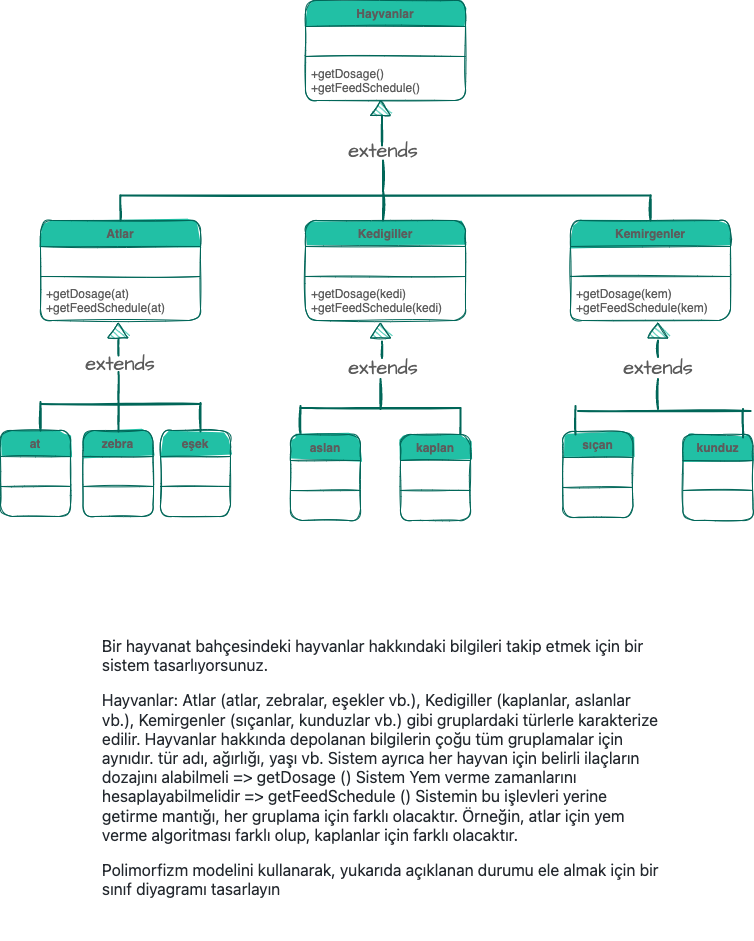 Hayvanlar
+getDosage()
+getFeedSchedule()
extends
Atlar
+getDosage(at)
+getFeedSchedule(at)
Kedigiller
+getDosage(kedi)
+getFeedSchedule(kedi)
Kemirgenler
+getDosage(kem)
+getFeedSchedule(kem)
extends
extends
extends
at
zebra
eşek
aslan
kaplan
sıçan
kunduz
Bir hayvanat bahçesindeki hayvanlar hakkındaki bilgileri takip etmek için bir
sistem tasarlıyorsunuz.
Hayvanlar: Atlar (atlar, zebralar, eşekler vb.), Kedigiller (kaplanlar, aslanlar
vb.), Kemirgenler (sıçanlar, kunduzlar vb.) gibi gruplardaki türlerle karakterize
edilir. Hayvanlar hakkında depolanan bilgilerin çoğu tüm gruplamalar için
aynıdır. tür adı, ağırlığı, yaşı vb. Sistem ayrıca her hayvan için belirli ilaçların
dozajını alabilmeli => getDosage () Sistem Yem verme zamanlarını
hesaplayabilmelidir => getFeedSchedule () Sistemin bu işlevleri yerine
getirme mantığı, her gruplama için farklı olacaktır. Örneğin, atlar için yem
verme algoritması farklı olup, kaplanlar için farklı olacaktır.
Polimorfizm modelini kullanarak, yukarıda açıklanan durumu ele almak için bir
sınıf diyagramı tasarlayın